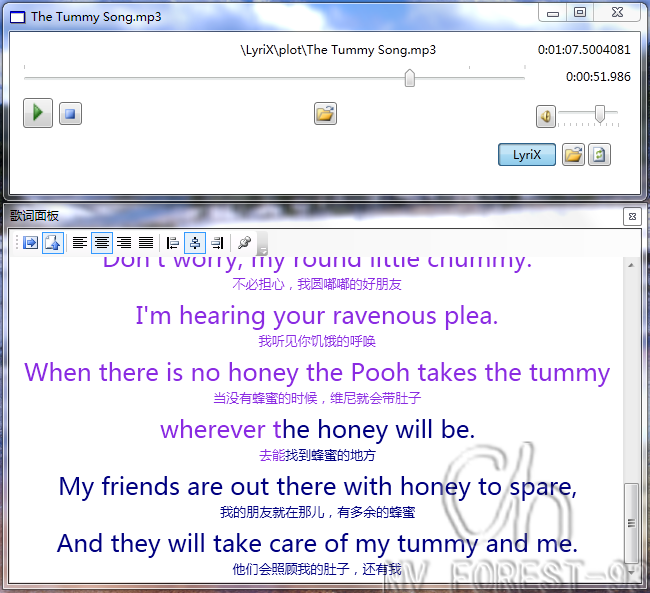 The Tummy Song.mp3
\LyriX\plot\The Tummy Song.mp3
0:01:07.5004081
0:00:51.986
LyriX
歌词面板
Don't worry, my round little chummy.
不必担心，我圆嘟嘟的好朋友
I'm hearing your ravenous plea.
我听见你饥饿的呼唤
When there is no honey the Pooh takes the tummy
当没有蜂蜜的时候，维尼就会带肚子
wherever the honey will be.
去能找到蜂蜜的地方
My friends are out there with honey to spare,
我的朋友就在那儿，有多余的蜂蜜
And they will take care of my tummy and me.
他们会照顾我的肚子，还有我
Ch
NV FOREST-93